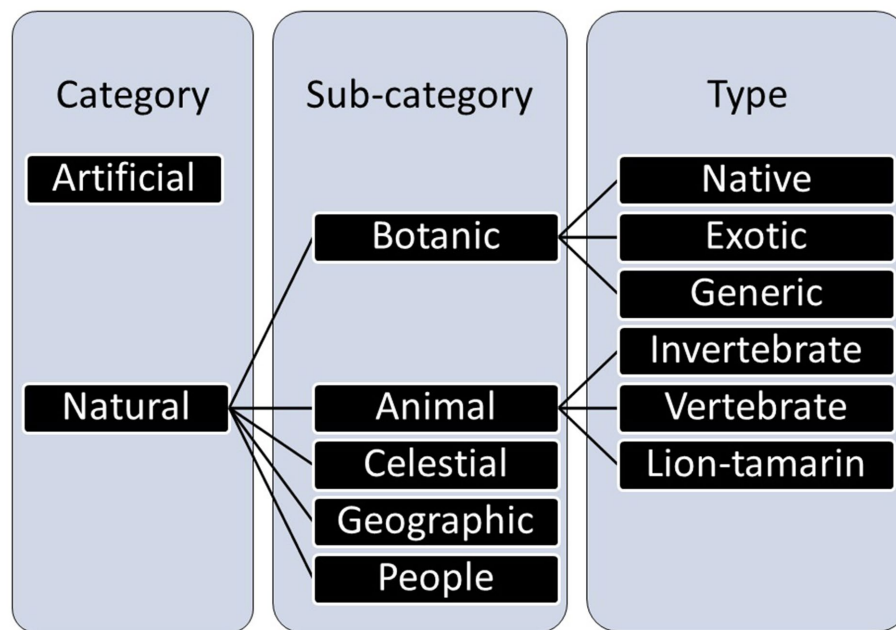 Category
Sub-category
Type
Artificial
Natural
Botanic
Animal
Celestial
Geographic
People
Native
Exotic
Generic
Invertebrate
Vertebrate
Lion-tamarin